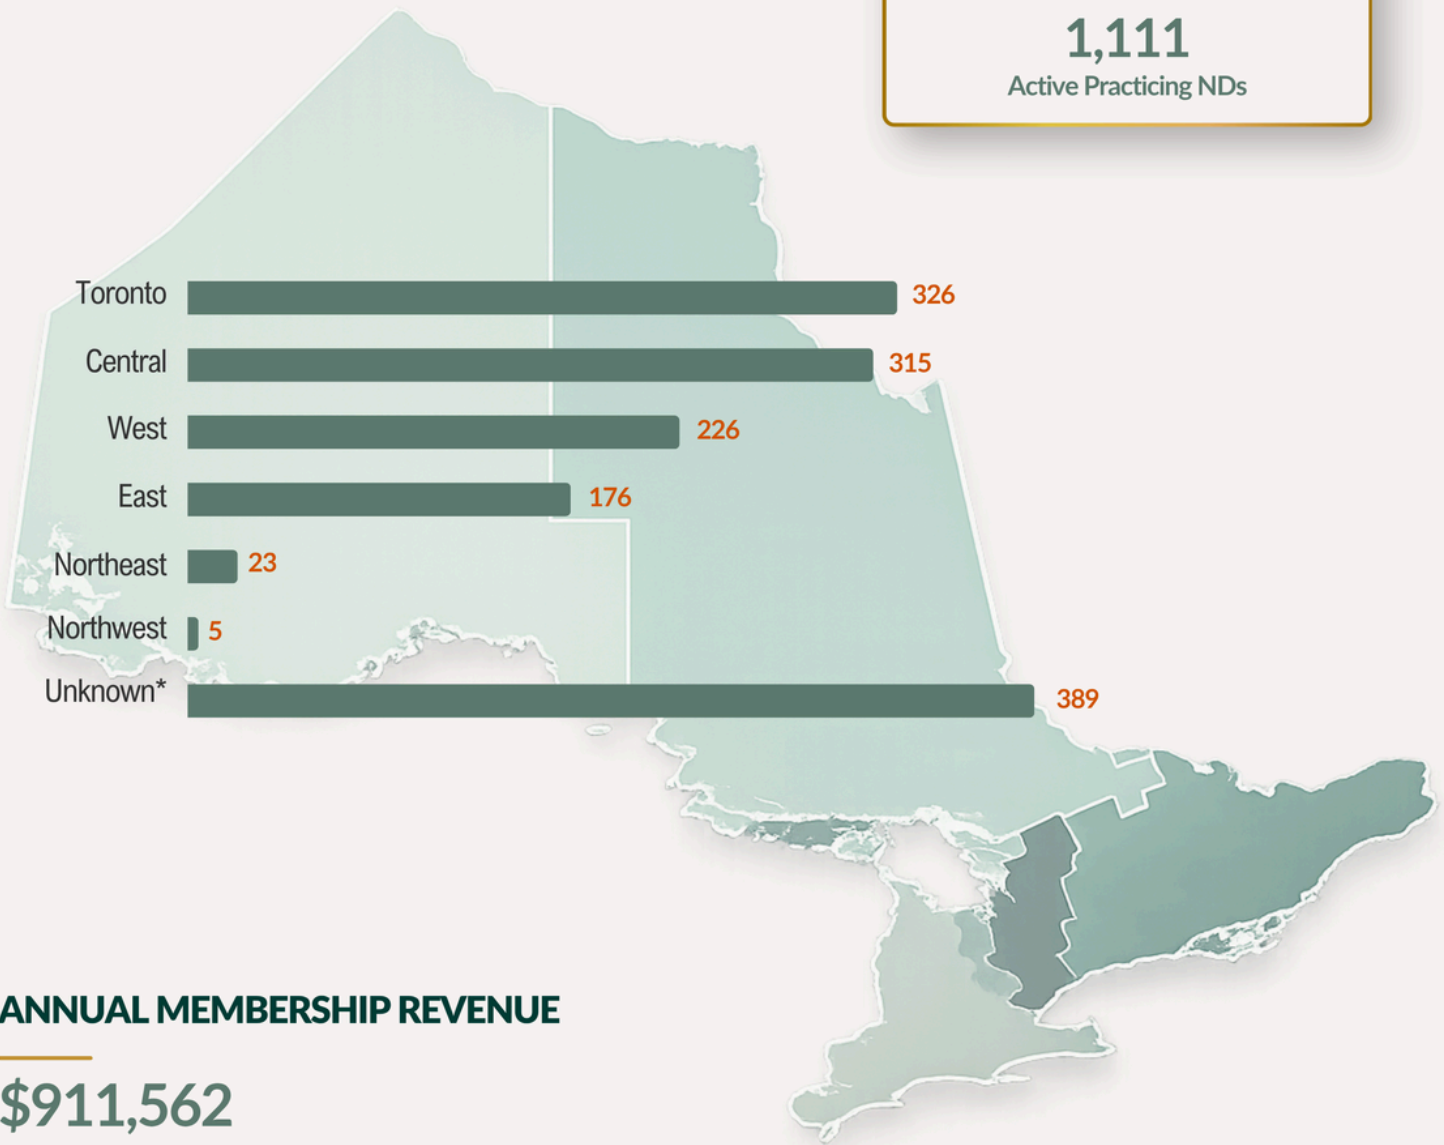 1,111
Active Practicing NDs
Toronto 326
Central 315
West 226
East 176
Northeast 23
Northwest 5
Unknown* 389
ANNUAL MEMBERSHIP REVENUE
$911,562